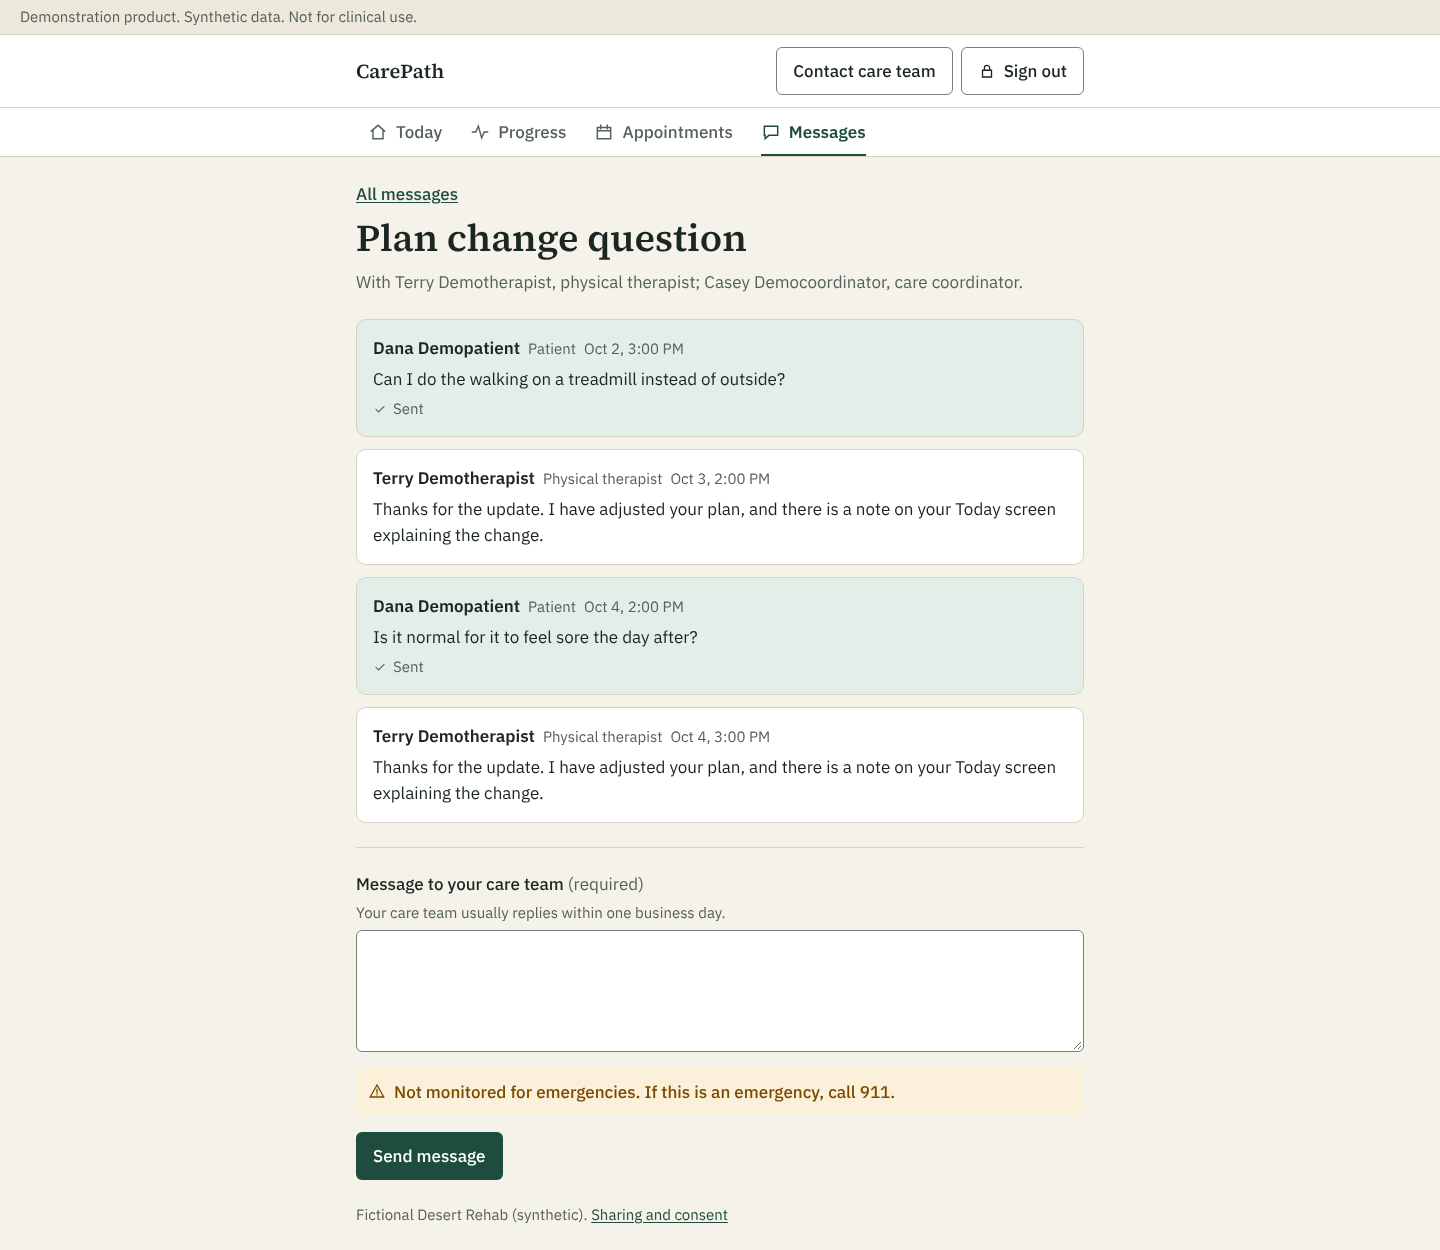 Demonstration product. Synthetic data. Not for clinical use.
CarePath
Contact care team
Sign out
Today
Progress
Appointments
Messages
All messages
Plan change question
With Terry Demotherapist, physical therapist; Casey Democoordinator, care coordinator.
Dana Demopatient Patient Oct 2, 3:00 PM
Can I do the walking on a treadmill instead of outside?
✓ Sent
Terry Demotherapist Physical therapist Oct 3, 2:00 PM
Thanks for the update. I have adjusted your plan, and there is a note on your Today screen
explaining the change.
Dana Demopatient Patient Oct 4, 2:00 PM
Is it normal for it to feel sore the day after?
✓ Sent
Terry Demotherapist Physical therapist Oct 4, 3:00 PM
Thanks for the update. I have adjusted your plan, and there is a note on your Today screen
explaining the change.
Message to your care team (required)
Your care team usually replies within one business day.
Not monitored for emergencies. If this is an emergency, call 911.
Send message
Fictional Desert Rehab (synthetic). Sharing and consent